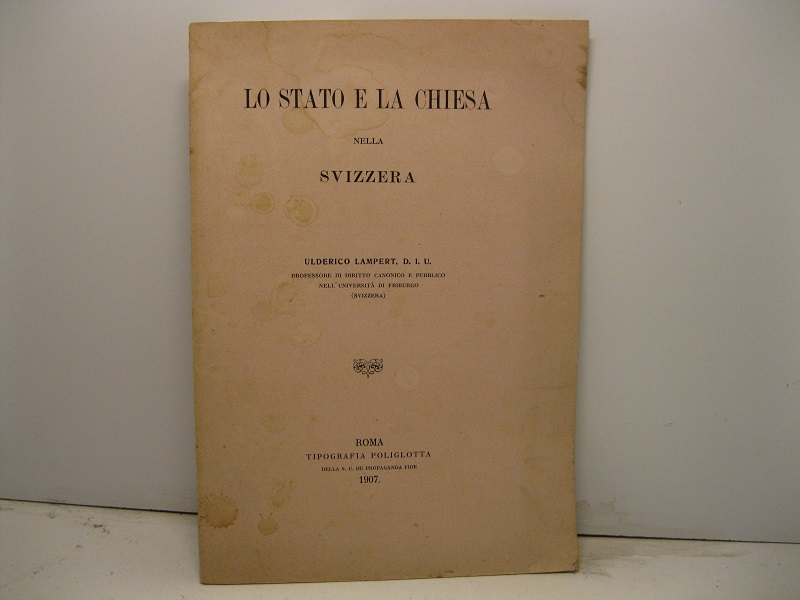 LO STATO E LA CHIESA
NELLA
SVIZZERA
ULDERICO LAMPERT, D. I. U.
PROFESSORE DI DIRITTO CANONICO E PUBBLICO
NELL'UNIVERSITÀ DI FRIBURGO
(SVIZZERA)
ROMA
TIPOGRAFIA POLIGLOTTA
DELLA S. C. DE PROPAGANDA FIDE
1907.